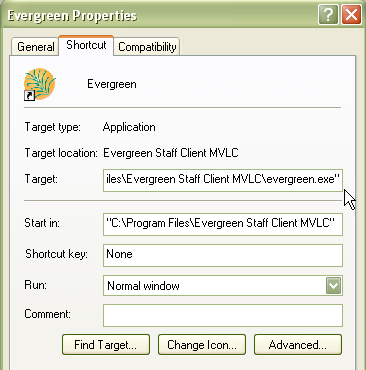 Evergreen Properties
General Shortcut Compatibility
Evergreen
Target type: Application
Target location: Evergreen Staff Client MVLC
Target: iles\Evergreen Staff Client MVLC\evergreen.exe"
Start in: "C:\Program Files\Evergreen Staff Client MVLC"
Shortcut key: None
Run: Normal window
Comment:
Find Target... Change Icon... Advanced...